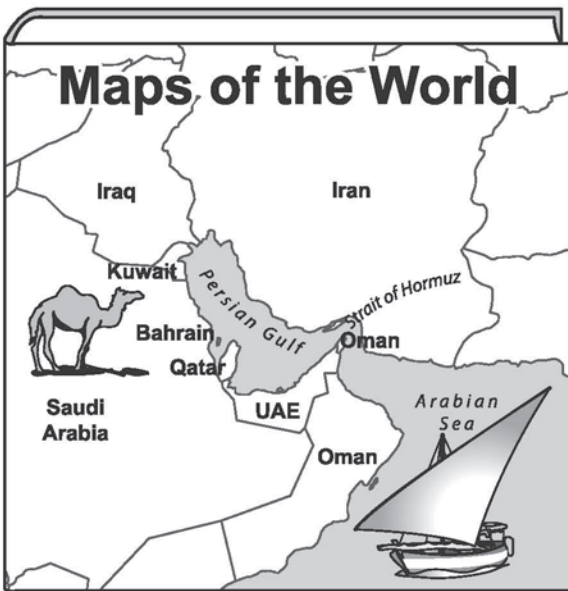 Maps of the World
Iraq
Iran
Kuwait
Persian Gulf
Strait of Hormuz
Bahrain
Oman
Qatar
Saudi
Arabia
UAE
Arabian
Sea
Oman